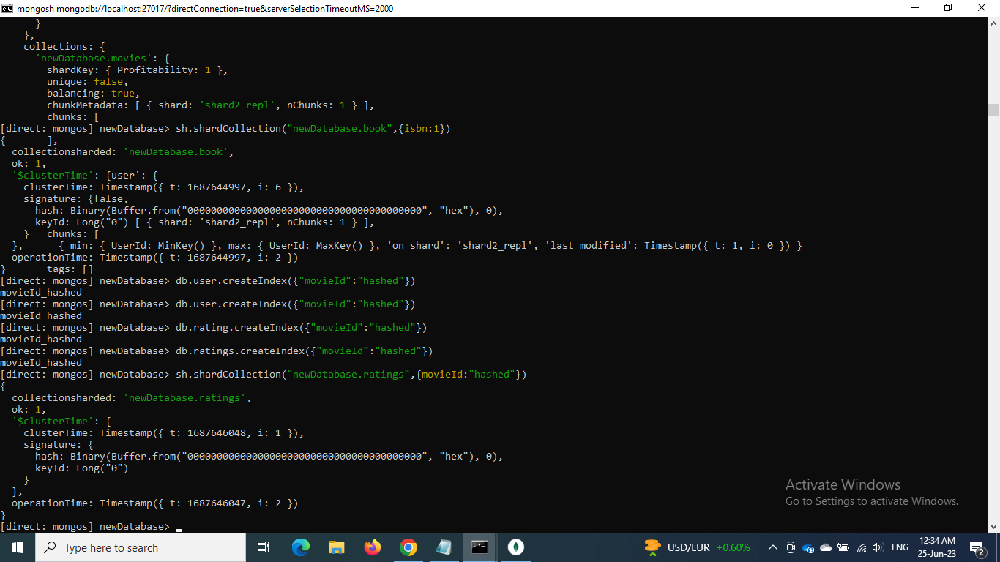 mongosh mongodb://localhost:27017/?directConnection=true&serverSelectionTimeoutMS=2000
      }
    },
    collections: {
      'newDatabase.movies': {
        shardKey: { Profitability: 1 },
        unique: false,
        balancing: true,
        chunkMetadata: [ { shard: 'shard2_repl', nChunks: 1 } ],
        chunks: [
[direct: mongos] newDatabase> sh.shardCollection("newDatabase.book",{isbn:1})
{       ],
  collectionsharded: 'newDatabase.book',
  ok: 1,
  '$clusterTime': {user': {
    clusterTime: Timestamp({ t: 1687644997, i: 6 }),
    signature: {false,
      hash: Binary(Buffer.from("0000000000000000000000000000000000000000", "hex"), 0),
      keyId: Long("0") [ { shard: 'shard2_repl', nChunks: 1 } ],
    }   chunks: [
  },      { min: { UserId: MinKey() }, max: { UserId: MaxKey() }, 'on shard': 'shard2_repl', 'last modified': Timestamp({ t: 1, i: 0 }) }
  operationTime: Timestamp({ t: 1687644997, i: 2 })
}       tags: []
[direct: mongos] newDatabase> db.user.createIndex({"movieId":"hashed"})
movieId_hashed
[direct: mongos] newDatabase> db.user.createIndex({"movieId":"hashed"})
movieId_hashed
[direct: mongos] newDatabase> db.rating.createIndex({"movieId":"hashed"})
movieId_hashed
[direct: mongos] newDatabase> db.ratings.createIndex({"movieId":"hashed"})
movieId_hashed
[direct: mongos] newDatabase> sh.shardCollection("newDatabase.ratings",{movieId:"hashed"})
{
  collectionsharded: 'newDatabase.ratings',
  ok: 1,
  '$clusterTime': {
    clusterTime: Timestamp({ t: 1687646048, i: 1 }),
    signature: {
      hash: Binary(Buffer.from("0000000000000000000000000000000000000000", "hex"), 0),
      keyId: Long("0")
    }
  },
  operationTime: Timestamp({ t: 1687646047, i: 2 })
}
[direct: mongos] newDatabase>
Activate Windows
Go to Settings to activate Windows.
Type here to search
USD/EUR +0.60%
ENG
12:34 AM
25-Jun-23
2